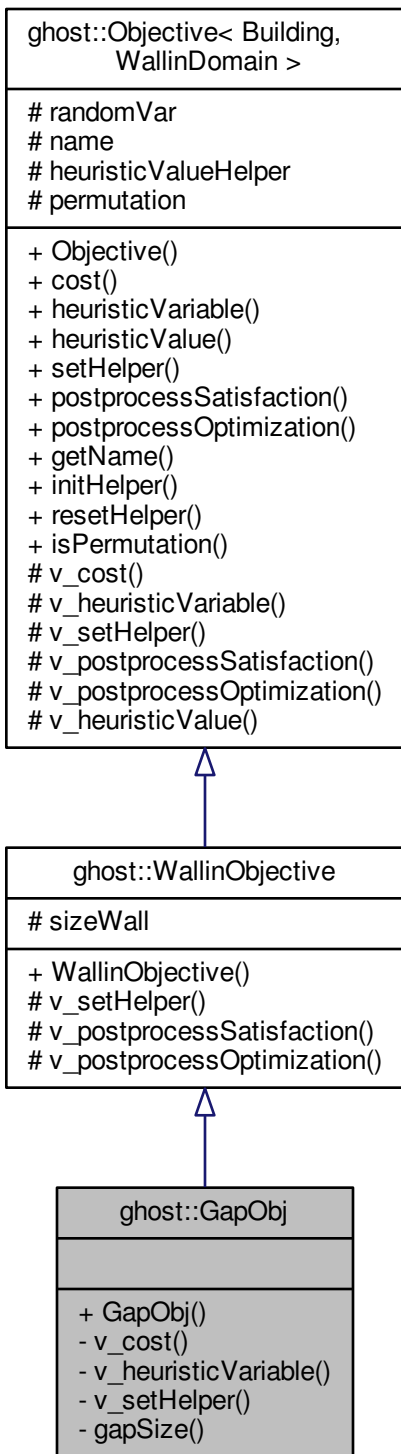 ghost::Objective< Building,
WallinDomain >
# randomVar
# name
# heuristicValueHelper
# permutation
+ Objective()
+ cost()
+ heuristicVariable()
+ heuristicValue()
+ setHelper()
+ postprocessSatisfaction()
+ postprocessOptimization()
+ getName()
+ initHelper()
+ resetHelper()
+ isPermutation()
# v_cost()
# v_heuristicVariable()
# v_setHelper()
# v_postprocessSatisfaction()
# v_postprocessOptimization()
# v_heuristicValue()
ghost::WallinObjective
# sizeWall
+ WallinObjective()
# v_setHelper()
# v_postprocessSatisfaction()
# v_postprocessOptimization()
ghost::GapObj
+ GapObj()
- v_cost()
- v_heuristicVariable()
- v_setHelper()
- gapSize()